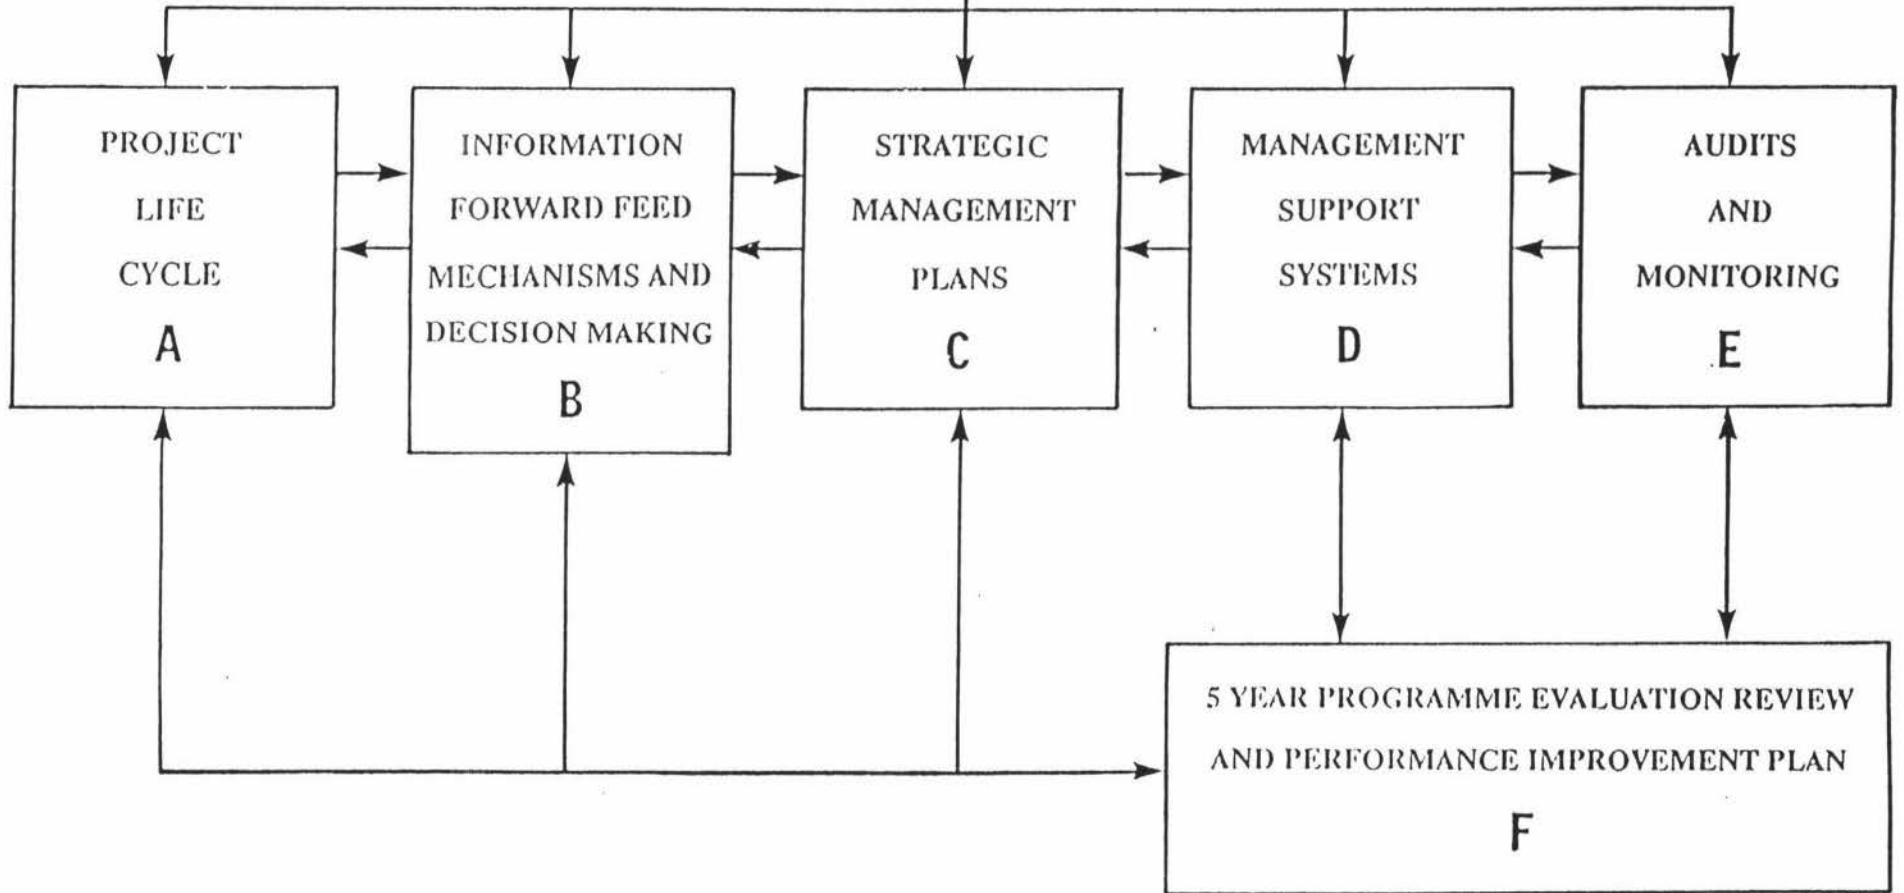 PROJECT
LIFE
CYCLE
A
INFORMATION
FORWARD FEED
MECHANISMS AND
DECISION MAKING
B
STRATEGIC
MANAGEMENT
PLANS
C
MANAGEMENT
SUPPORT
SYSTEMS
D
AUDITS
AND
MONITORING
E
5 YEAR PROGRAMME EVALUATION REVIEW
AND PERFORMANCE IMPROVEMENT PLAN
F